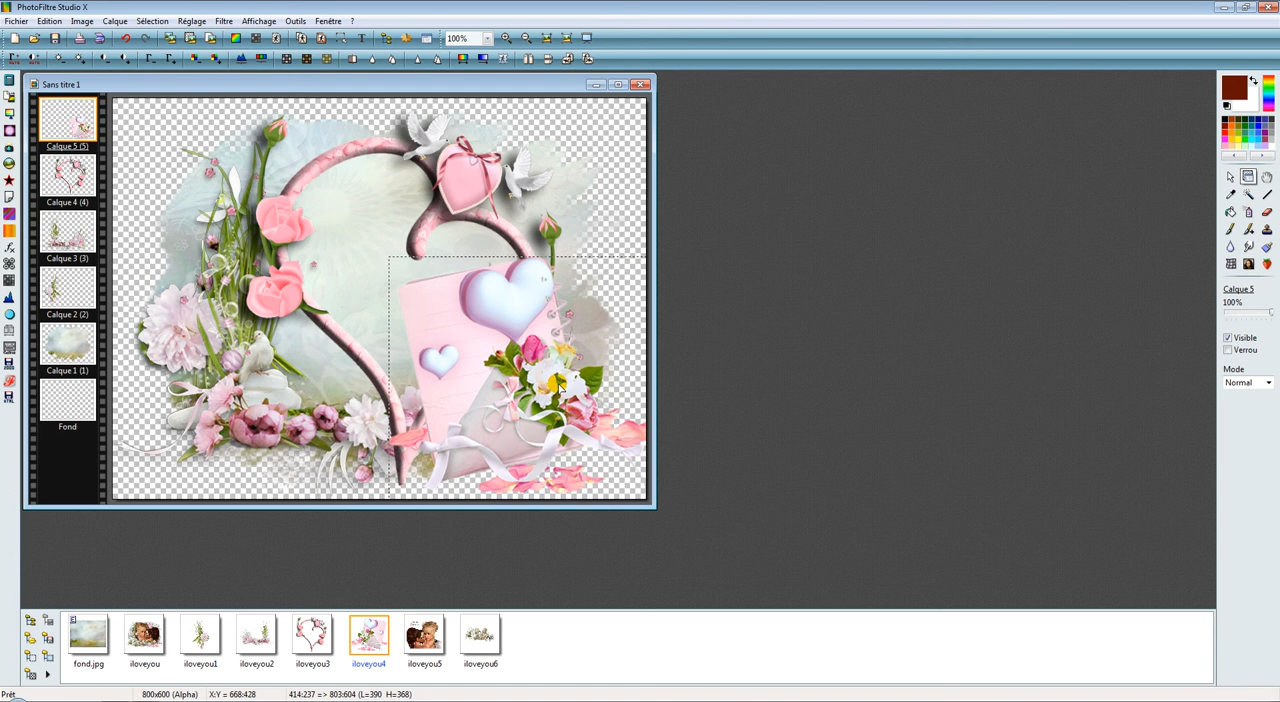 PhotoFiltre Studio X
Fichier Edition Image Calque Sélection Réglage Filtre Affichage Outils Fenêtre ?
100%
Sans titre 1
Calque 5 (5)
Calque 4 (4)
Calque 3 (3)
Calque 2 (2)
Calque 1 (1)
Fond
Calque 5
100%
Visible
Verrou
Mode
Normal
fond.jpg iloveyou iloveyou1 iloveyou2 iloveyou3 iloveyou4 iloveyou5 iloveyou6
Prêt 800x600 (Alpha) X:Y = 668:428 414:237 => 803:604 (L=390 H=368)